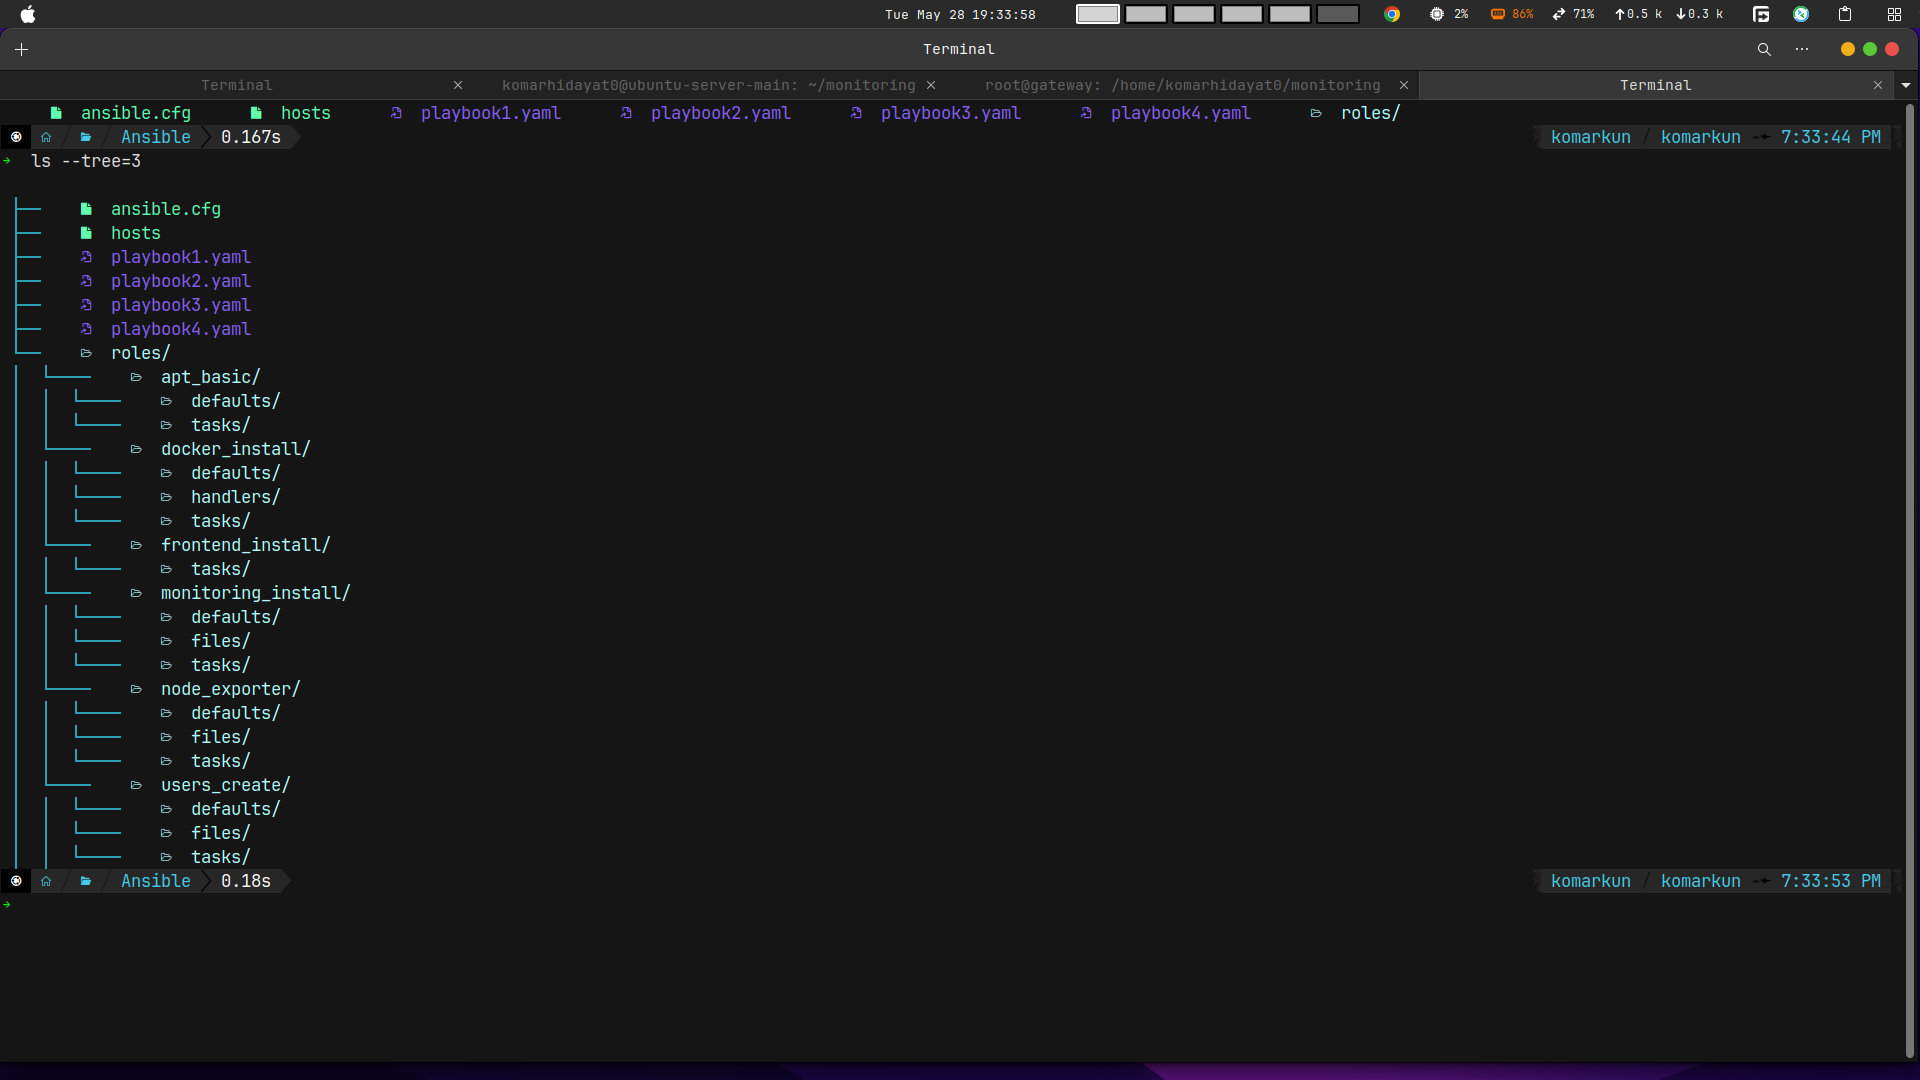 Tue May 28 19:33:58 2% 86% 71% 0.5 k 0.3 k
Terminal
Terminal komarhidayat0@ubuntu-server-main: ~/monitoring root@gateway: /home/komarhidayat0/monitoring Terminal
ansible.cfg hosts playbook1.yaml playbook2.yaml playbook3.yaml playbook4.yaml roles/
Ansible 0.167s komarkun / komarkun 7:33:44 PM
ls --tree=3
ansible.cfg
hosts
playbook1.yaml
playbook2.yaml
playbook3.yaml
playbook4.yaml
roles/
apt_basic/
defaults/
tasks/
docker_install/
defaults/
handlers/
tasks/
frontend_install/
tasks/
monitoring_install/
defaults/
files/
tasks/
node_exporter/
defaults/
files/
tasks/
users_create/
defaults/
files/
tasks/
Ansible 0.18s komarkun / komarkun 7:33:53 PM